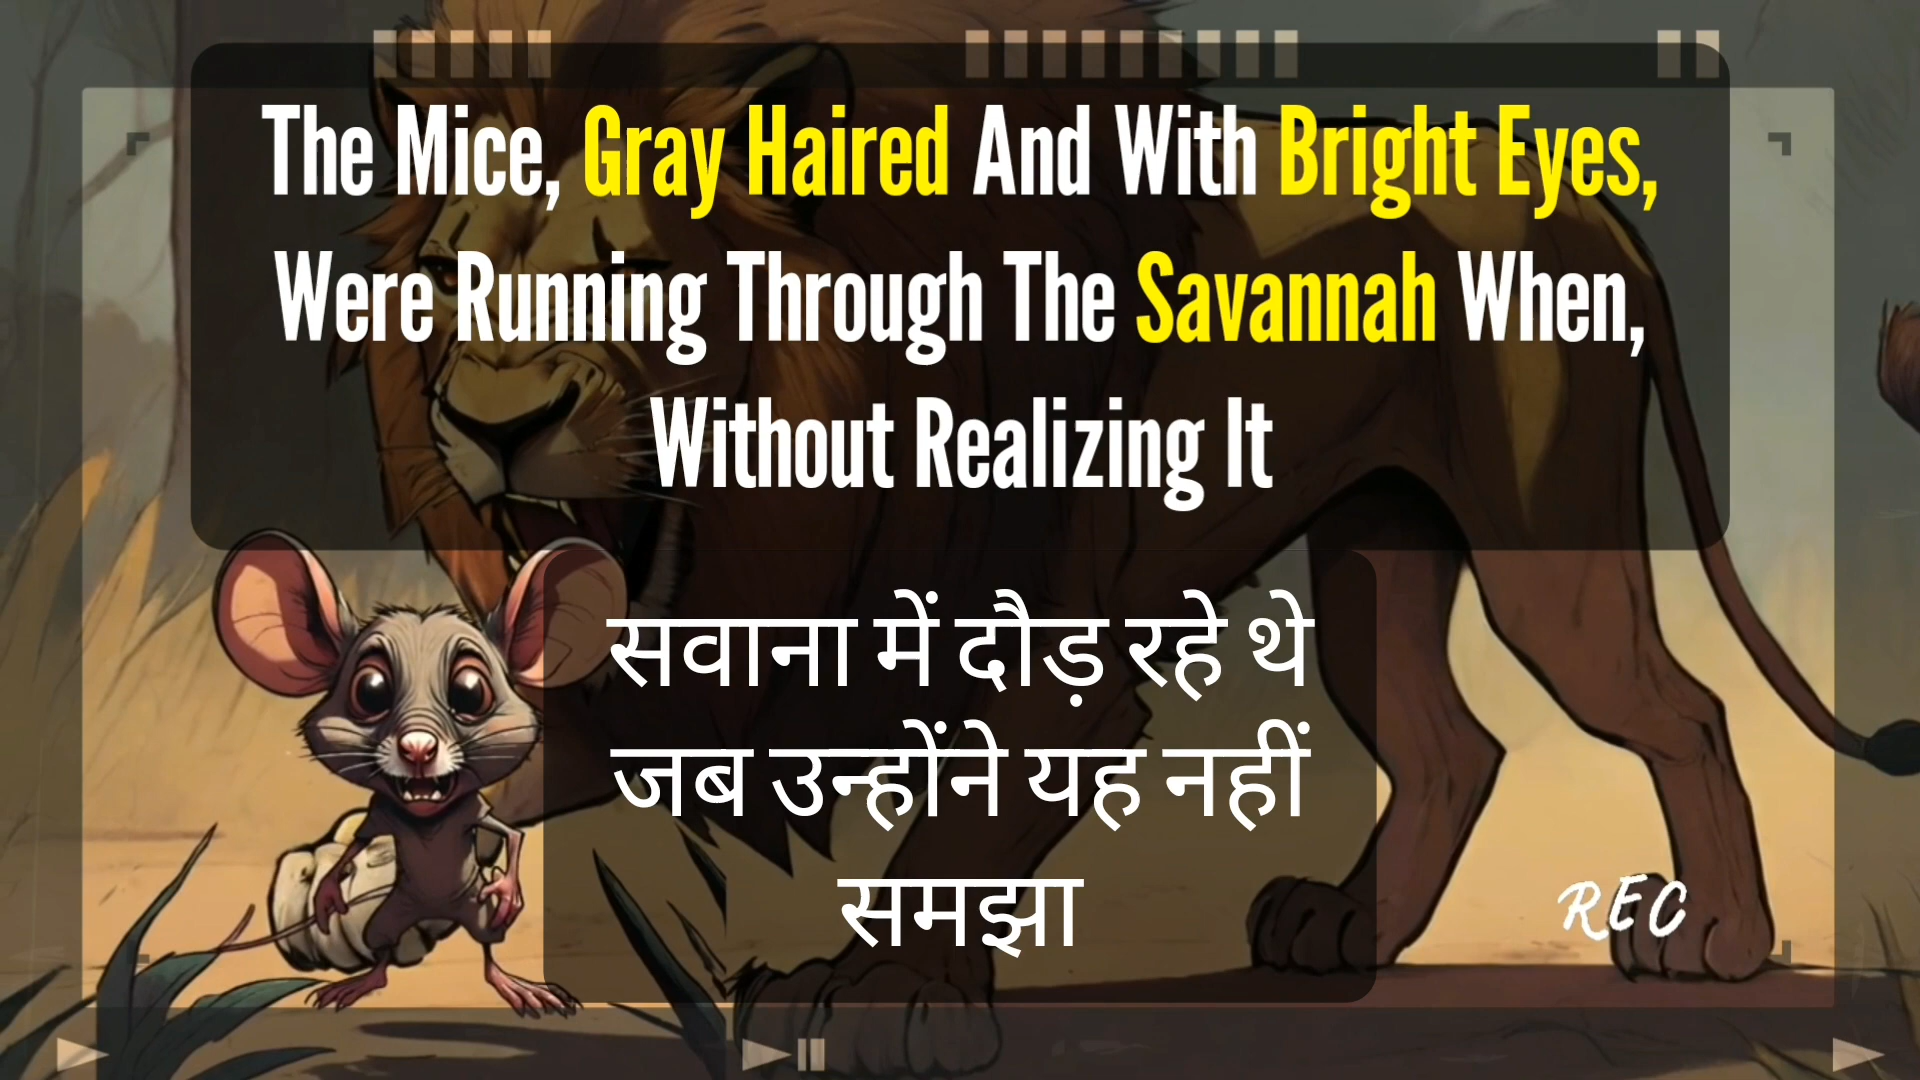 The Mice, Gray Haired And With Bright Eyes,
Were Running Through The Savannah When,
Without Realizing It
सवाना में दौड़ रहे थे
जब उन्होंने यह नहीं
समझा
REC